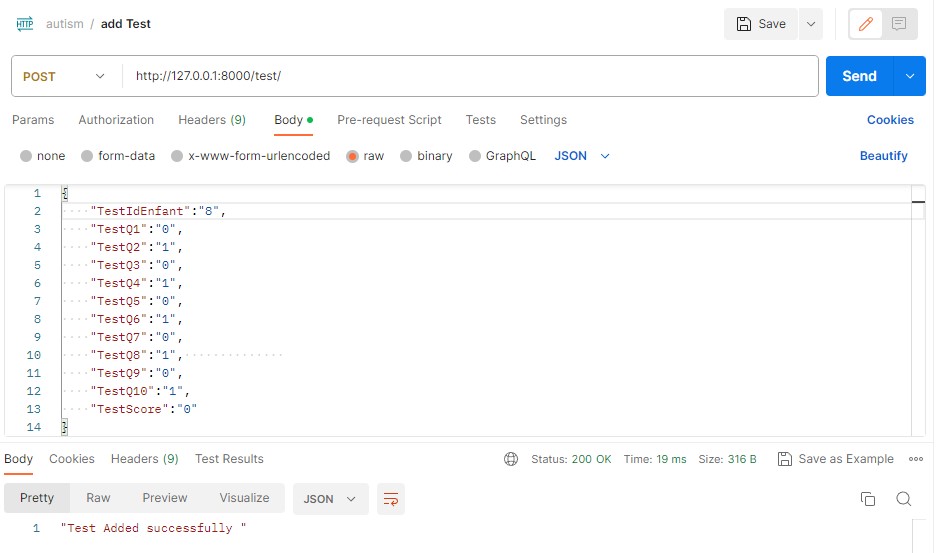 HTTP autism / add Test Save
POST http://127.0.0.1:8000/test/ Send
Params Authorization Headers (9) Body Pre-request Script Tests Settings Cookies
none form-data x-www-form-urlencoded raw binary GraphQL JSON Beautify
1 {
2 "TestIdEnfant":"8",
3 "TestQ1":"0",
4 "TestQ2":"1",
5 "TestQ3":"0",
6 "TestQ4":"1",
7 "TestQ5":"0",
8 "TestQ6":"1",
9 "TestQ7":"0",
10 "TestQ8":"1",
11 "TestQ9":"0",
12 "TestQ10":"1",
13 "TestScore":"0"
14 }
Body Cookies Headers (9) Test Results Status: 200 OK Time: 19 ms Size: 316 B Save as Example
Pretty Raw Preview Visualize JSON
1 "Test Added successfully "